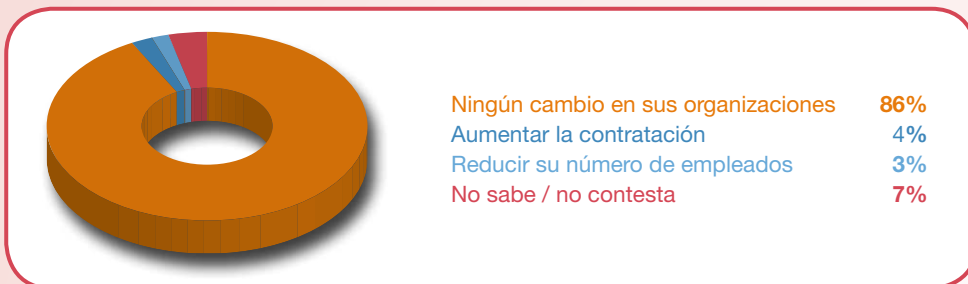 Ningún cambio en sus organizaciones 86%
Aumentar la contratación 4%
Reducir su número de empleados 3%
No sabe / no contesta 7%